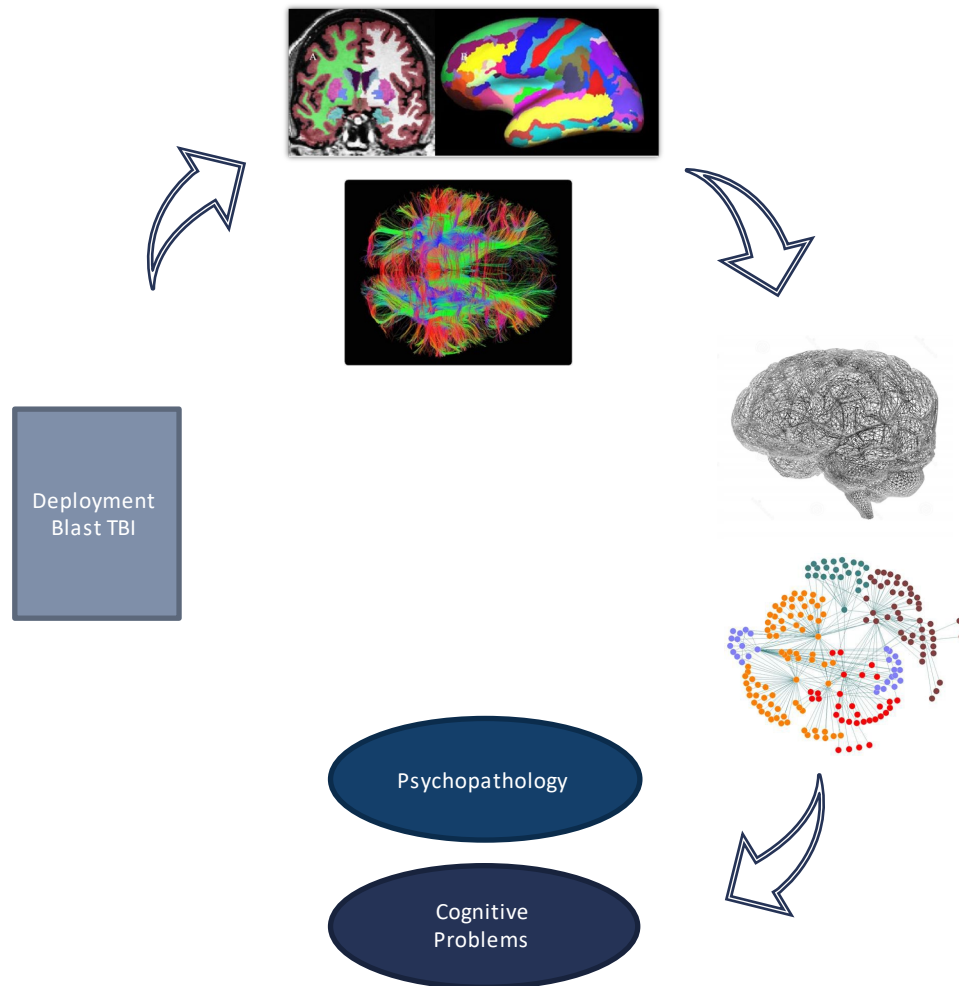 A
B
Deployment
Blast TBI
Psychopathology
Cognitive
Problems